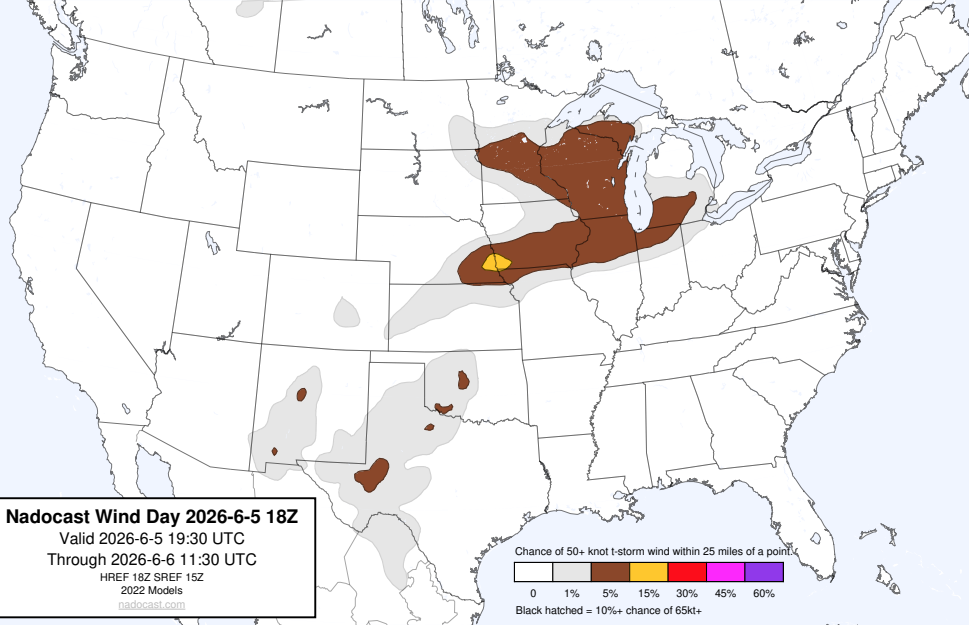 Nadocast Wind Day 2026-6-5 18Z
Valid 2026-6-5 19:30 UTC
Through 2026-6-6 11:30 UTC
HREF 18Z SREF 15Z
2022 Models
nadocast.com
Chance of 50+ knot t-storm wind within 25 miles of a point.
0 1% 5% 15% 30% 45% 60%
Black hatched = 10%+ chance of 65kt+